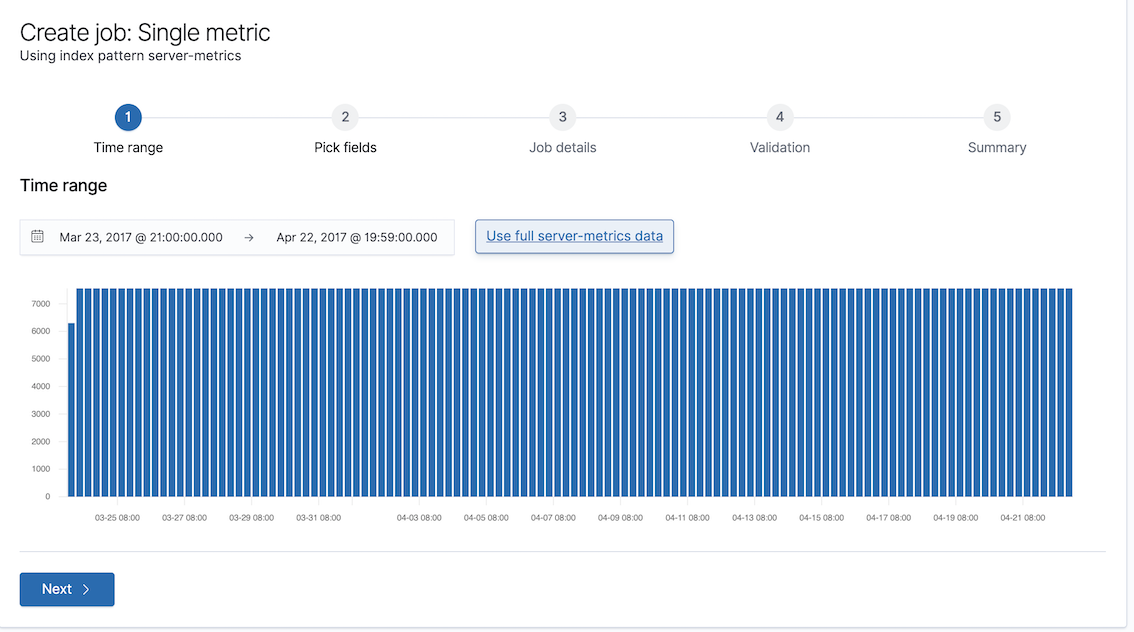 Create job: Single metric
Using index pattern server-metrics
1 2 3 4 5
Time range Pick fields Job details Validation Summary
Time range
Mar 23, 2017 @ 21:00:00.000 → Apr 22, 2017 @ 19:59:00.000 Use full server-metrics data
7000
6000
5000
4000
3000
2000
1000
0
03-25 08:00 03-27 08:00 03-29 08:00 03-31 08:00 04-03 08:00 04-05 08:00 04-07 08:00 04-09 08:00 04-11 08:00 04-13 08:00 04-15 08:00 04-17 08:00 04-19 08:00 04-21 08:00
Next >